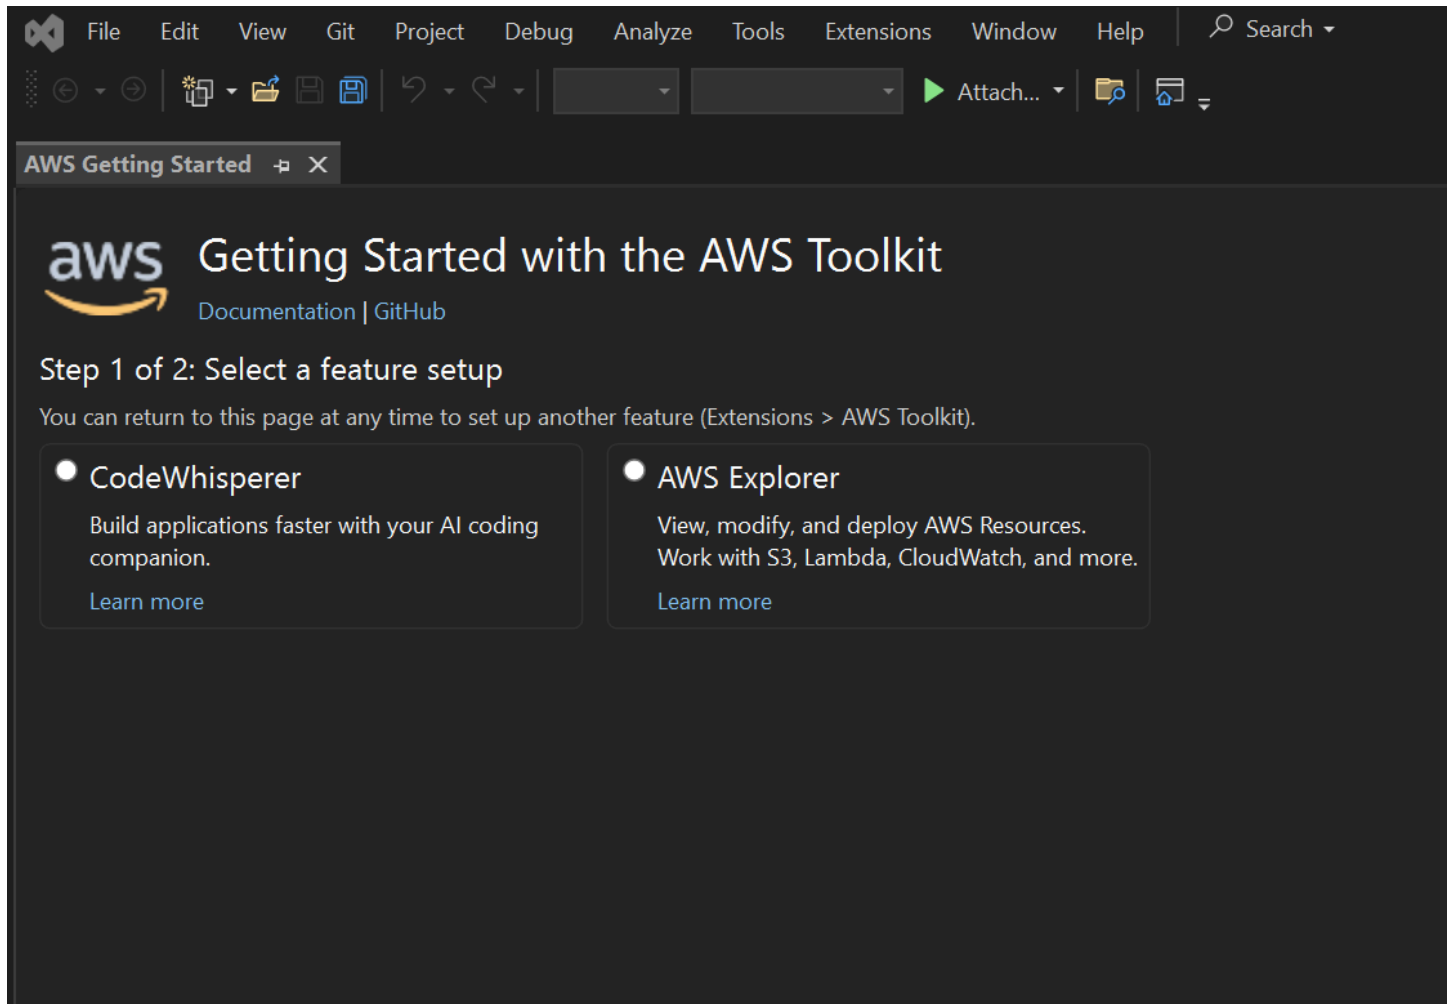 File Edit View Git Project Debug Analyze Tools Extensions Window Help Search
Attach...
AWS Getting Started
aws
Getting Started with the AWS Toolkit
Documentation | GitHub
Step 1 of 2: Select a feature setup
You can return to this page at any time to set up another feature (Extensions > AWS Toolkit).
CodeWhisperer
Build applications faster with your AI coding
companion.
Learn more
AWS Explorer
View, modify, and deploy AWS Resources.
Work with S3, Lambda, CloudWatch, and more.
Learn more